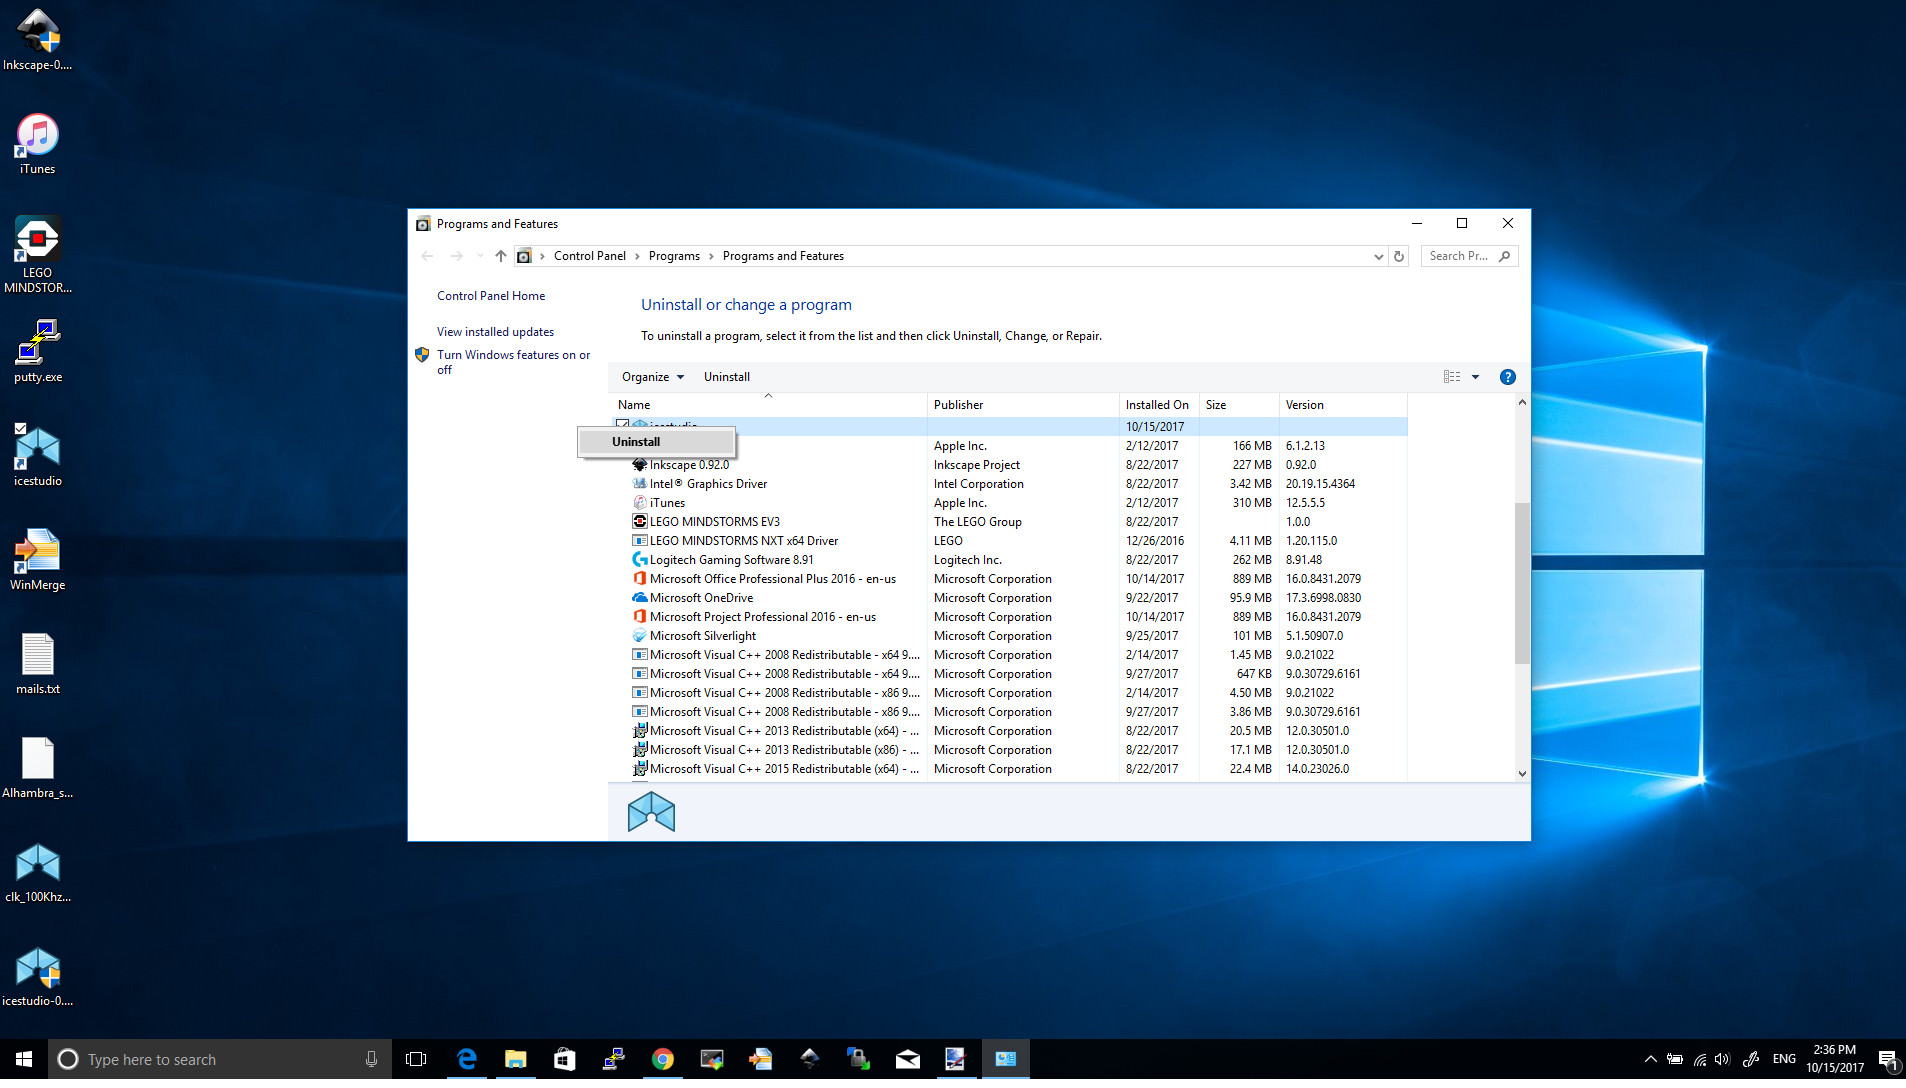 Inkscape-0....
iTunes
LEGO
MINDSTOR...
putty.exe
icestudio
WinMerge
mails.txt
Alhambra_s...
clk_100Khz...
icestudio-0....
Programs and Features
Control Panel > Programs > Programs and Features
Search Pr...
Control Panel Home
View installed updates
Turn Windows features on or
off
Uninstall or change a program
To uninstall a program, select it from the list and then click Uninstall, Change, or Repair.
Organize Uninstall
Name Publisher Installed On Size Version
icestudio 10/15/2017
Uninstall
Apple Inc. 2/12/2017 166 MB 6.1.2.13
Inkscape 0.92.0 Inkscape Project 8/22/2017 227 MB 0.92.0
Intel® Graphics Driver Intel Corporation 8/22/2017 3.42 MB 20.19.15.4364
iTunes Apple Inc. 2/12/2017 310 MB 12.5.5.5
LEGO MINDSTORMS EV3 The LEGO Group 8/22/2017 1.0.0
LEGO MINDSTORMS NXT x64 Driver LEGO 12/26/2016 4.11 MB 1.20.115.0
Logitech Gaming Software 8.91 Logitech Inc. 8/22/2017 262 MB 8.91.48
Microsoft Office Professional Plus 2016 - en-us Microsoft Corporation 10/14/2017 889 MB 16.0.8431.2079
Microsoft OneDrive Microsoft Corporation 9/22/2017 95.9 MB 17.3.6998.0830
Microsoft Project Professional 2016 - en-us Microsoft Corporation 10/14/2017 889 MB 16.0.8431.2079
Microsoft Silverlight Microsoft Corporation 9/25/2017 101 MB 5.1.50907.0
Microsoft Visual C++ 2008 Redistributable - x64 9.... Microsoft Corporation 2/14/2017 1.45 MB 9.0.21022
Microsoft Visual C++ 2008 Redistributable - x64 9.... Microsoft Corporation 9/27/2017 647 KB 9.0.30729.6161
Microsoft Visual C++ 2008 Redistributable - x86 9.... Microsoft Corporation 2/14/2017 4.50 MB 9.0.21022
Microsoft Visual C++ 2008 Redistributable - x86 9.... Microsoft Corporation 9/27/2017 3.86 MB 9.0.30729.6161
Microsoft Visual C++ 2013 Redistributable (x64) - ... Microsoft Corporation 8/22/2017 20.5 MB 12.0.30501.0
Microsoft Visual C++ 2013 Redistributable (x86) - ... Microsoft Corporation 8/22/2017 17.1 MB 12.0.30501.0
Microsoft Visual C++ 2015 Redistributable (x64) - ... Microsoft Corporation 8/22/2017 22.4 MB 14.0.23026.0
Type here to search
ENG
2:36 PM
10/15/2017
1